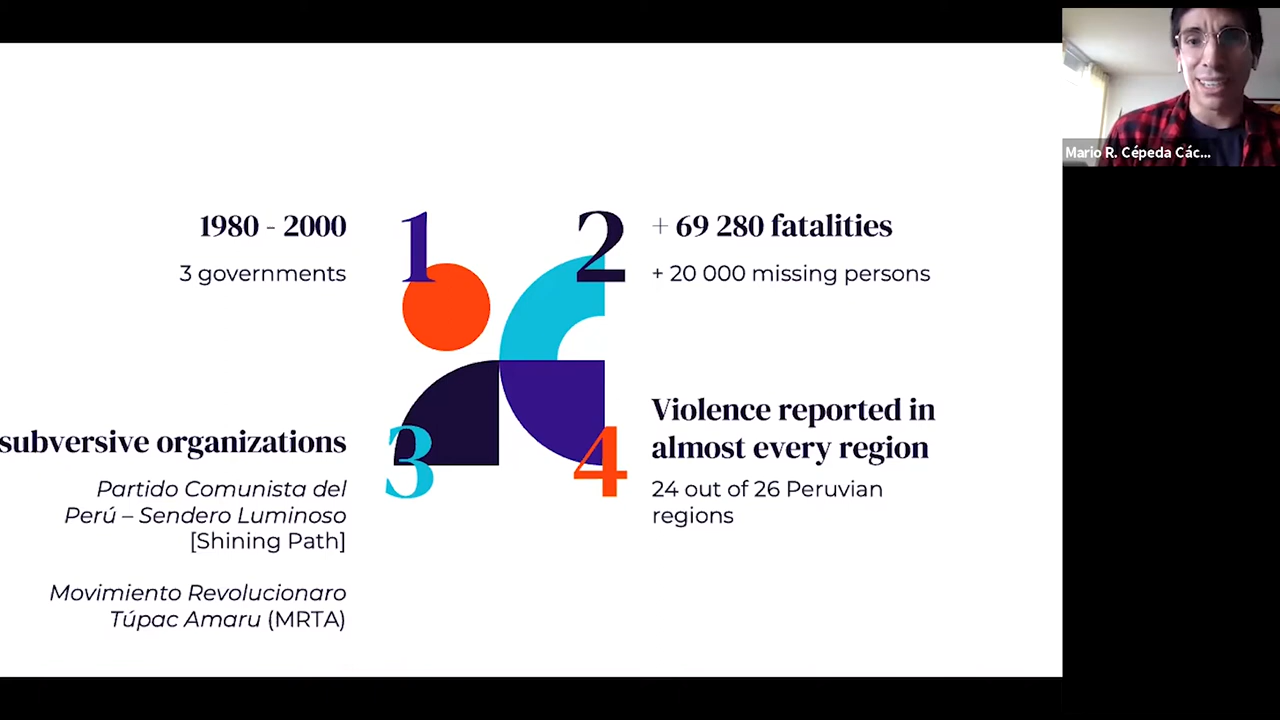 1980 - 2000
3 governments
1
2
+ 69 280 fatalities
+ 20 000 missing persons
subversive organizations
Partido Comunista del
Perú – Sendero Luminoso
[Shining Path]
Movimiento Revolucionaro
Túpac Amaru (MRTA)
3
4
Violence reported in
almost every region
24 out of 26 Peruvian
regions
Mario R. Cépeda Các...